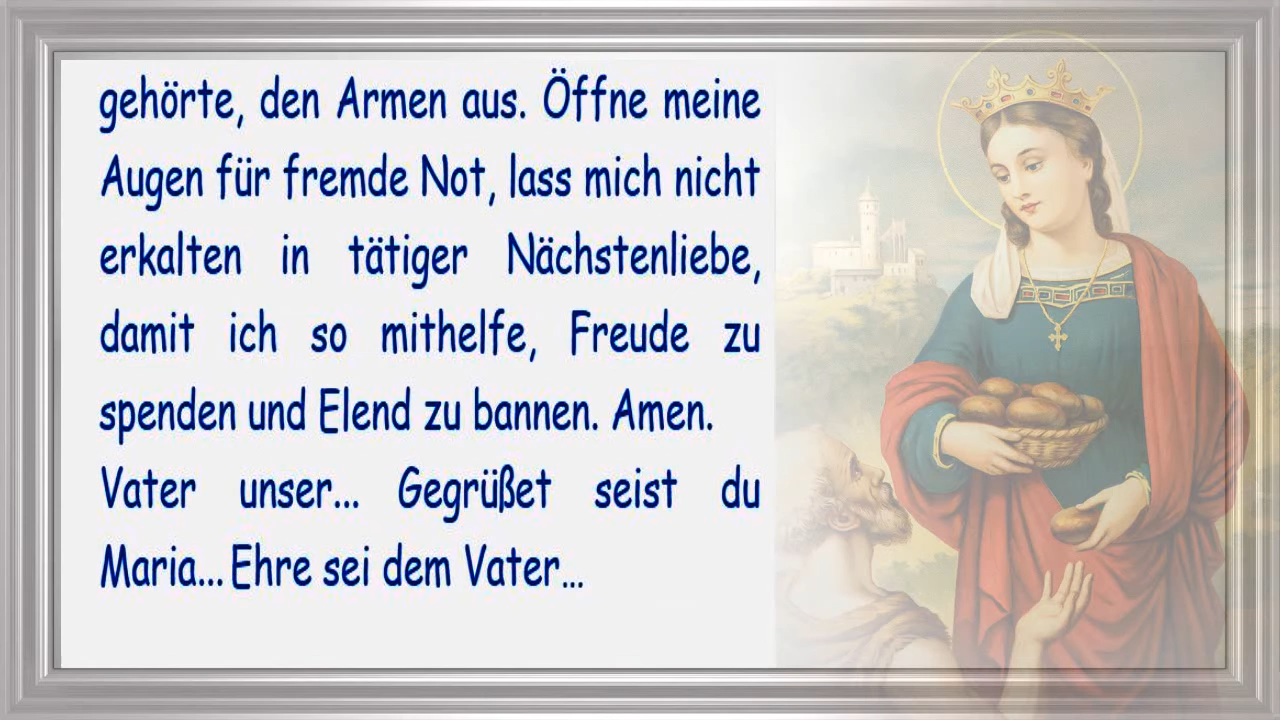 gehörte, den Armen aus. Öffne meine
Augen für fremde Not, lass mich nicht
erkalten in tätiger Nächstenliebe,
damit ich so mithelfe, Freude zu
spenden und Elend zu bannen. Amen.
Vater unser... Gegrüßet seist du
Maria... Ehre sei dem Vater...